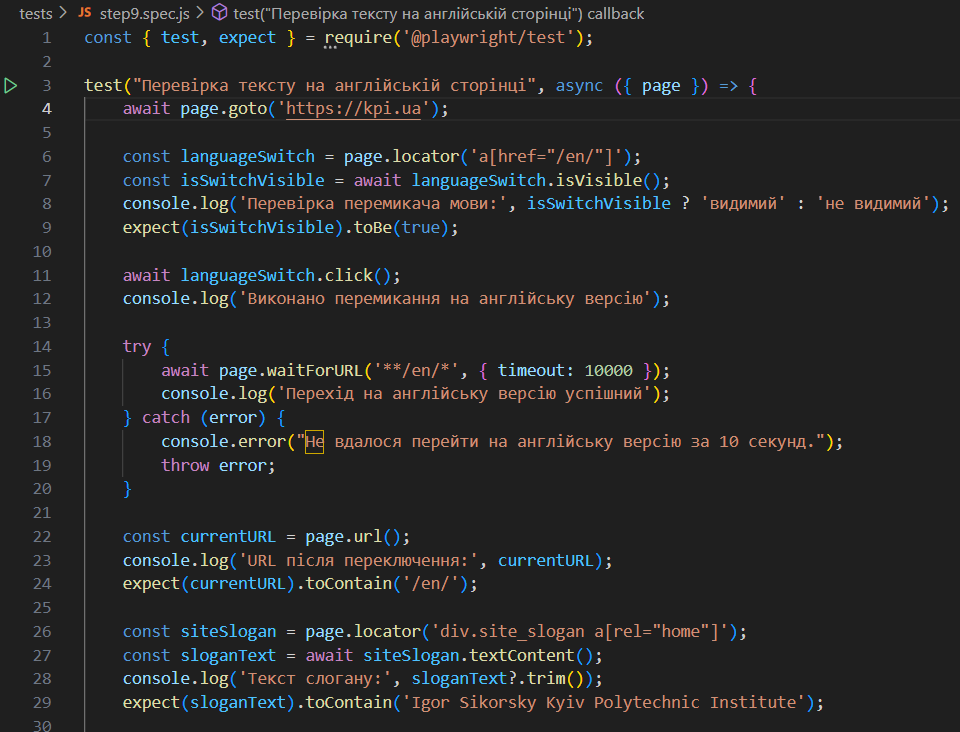 tests > JS step9.spec.js > test("Перевірка тексту на англійській сторінці") callback
1 const { test, expect } = require('@playwright/test');
2
3 test("Перевірка тексту на англійській сторінці", async ({ page }) => {
4 await page.goto('https://kpi.ua');
5
6 const languageSwitch = page.locator('a[href="/en/"]');
7 const isSwitchVisible = await languageSwitch.isVisible();
8 console.log('Перевірка перемикача мови:', isSwitchVisible ? 'видимий' : 'не видимий');
9 expect(isSwitchVisible).toBe(true);
10
11 await languageSwitch.click();
12 console.log('Виконано перемикання на англійську версію');
13
14 try {
15 await page.waitForURL('**/en/*', { timeout: 10000 });
16 console.log('Перехід на англійську версію успішний');
17 } catch (error) {
18 console.error("Не вдалося перейти на англійську версію за 10 секунд.");
19 throw error;
20 }
21
22 const currentURL = page.url();
23 console.log('URL після переключення:', currentURL);
24 expect(currentURL).toContain('/en/');
25
26 const siteSlogan = page.locator('div.site_slogan a[rel="home"]');
27 const sloganText = await siteSlogan.textContent();
28 console.log('Текст слогану:', sloganText?.trim());
29 expect(sloganText).toContain('Igor Sikorsky Kyiv Polytechnic Institute');
30